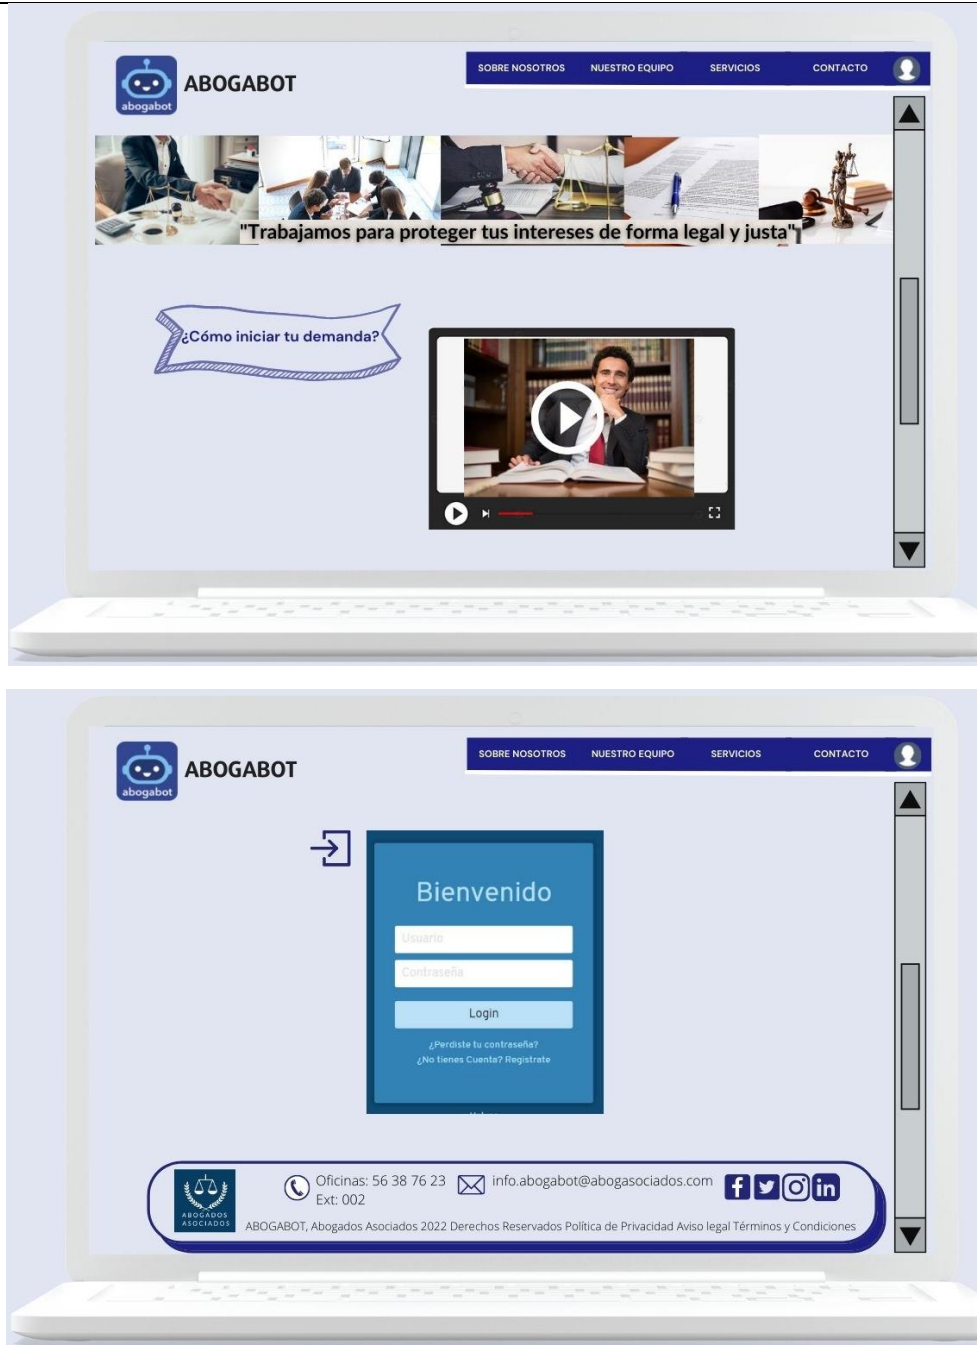 SOBRE NOSOTROS NUESTRO EQUIPO SERVICIOS CONTACTO
abogabot
ABOGABOT
"Trabajamos para proteger tus intereses de forma legal y justa"
¿Cómo iniciar tu demanda?
SOBRE NOSOTROS NUESTRO EQUIPO SERVICIOS CONTACTO
abogabot
ABOGABOT
Bienvenido
Usuario
Contraseña
Login
¿Perdiste tu contraseña?
¿No tienes Cuenta? Registrate
ABOGADOS
ASOCIADOS
Oficinas: 56 38 76 23
Ext: 002
info.abogabot@abogasociados.com
ABOGABOT, Abogados Asociados 2022 Derechos Reservados Política de Privacidad Aviso legal Términos y Condiciones